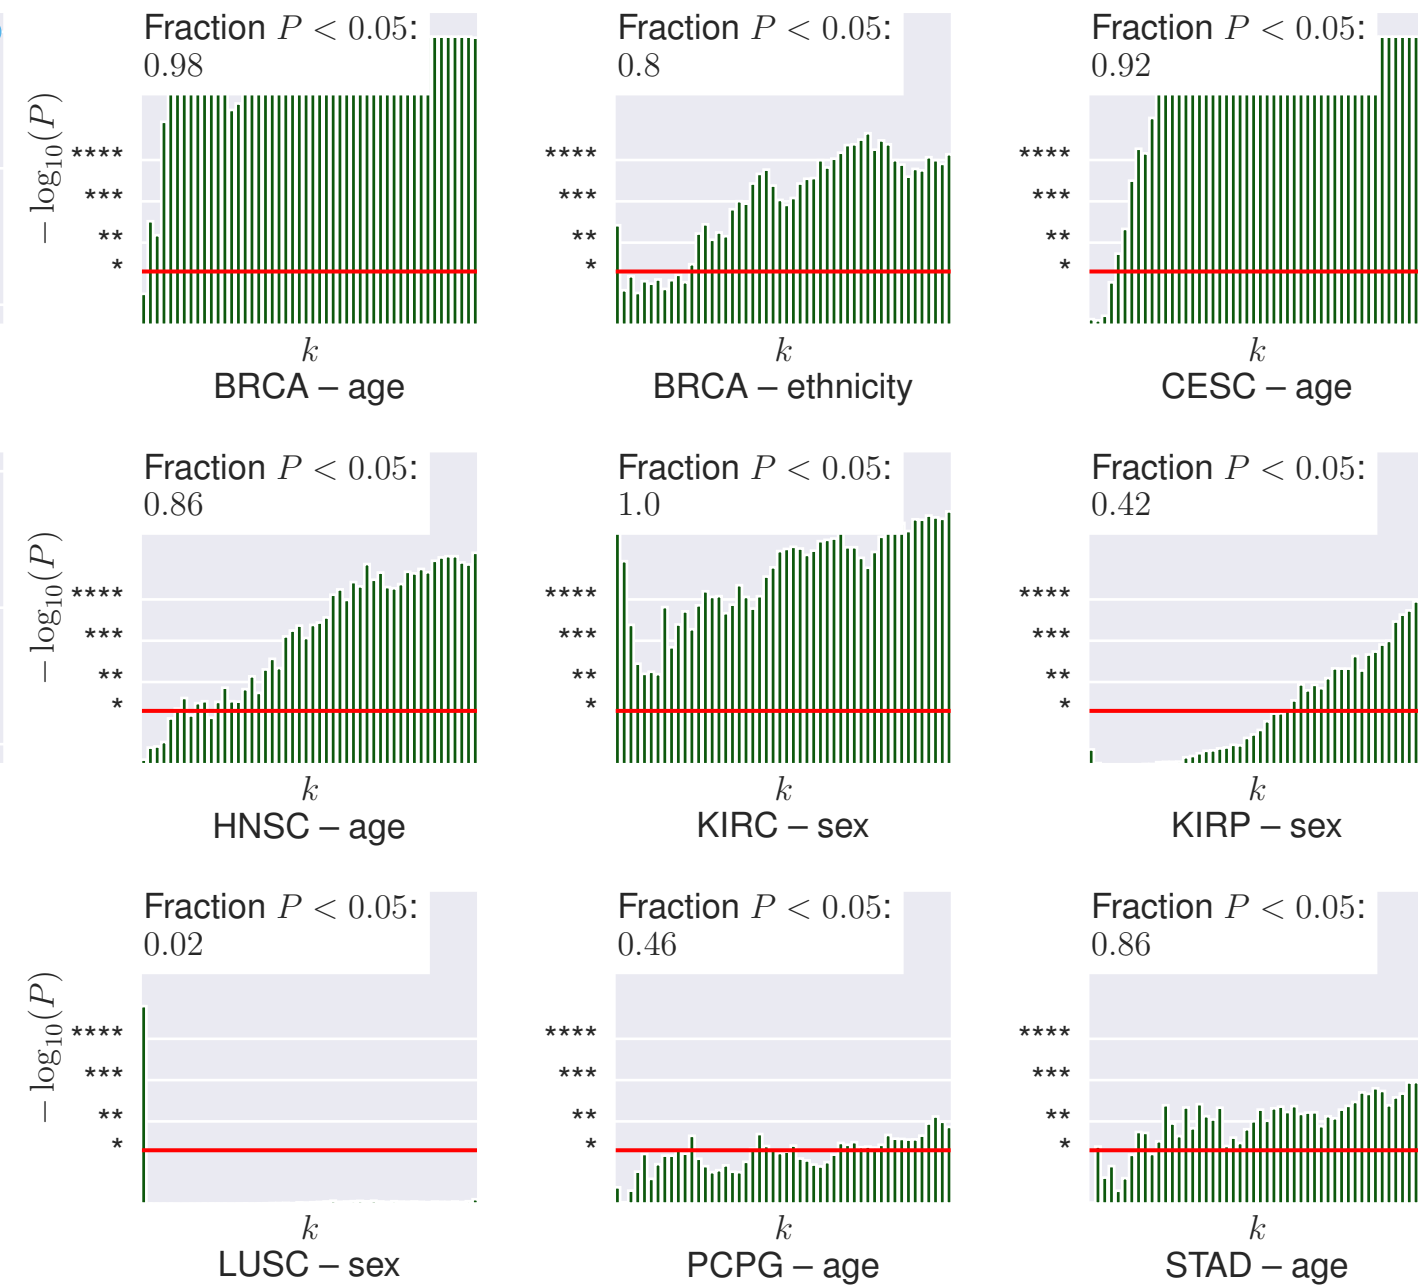 Fraction P < 0.05:
0.98
− log10(P)
****
***
**
*
k
BRCA – age
Fraction P < 0.05:
0.8
****
***
**
*
k
BRCA – ethnicity
Fraction P < 0.05:
0.92
****
***
**
*
k
CESC – age
Fraction P < 0.05:
0.86
− log10(P)
****
***
**
*
k
HNSC – age
Fraction P < 0.05:
1.0
****
***
**
*
k
KIRC – sex
Fraction P < 0.05:
0.42
****
***
**
*
k
KIRP – sex
Fraction P < 0.05:
0.02
− log10(P)
****
***
**
*
k
LUSC – sex
Fraction P < 0.05:
0.46
****
***
**
*
k
PCPG – age
Fraction P < 0.05:
0.86
****
***
**
*
k
STAD – age